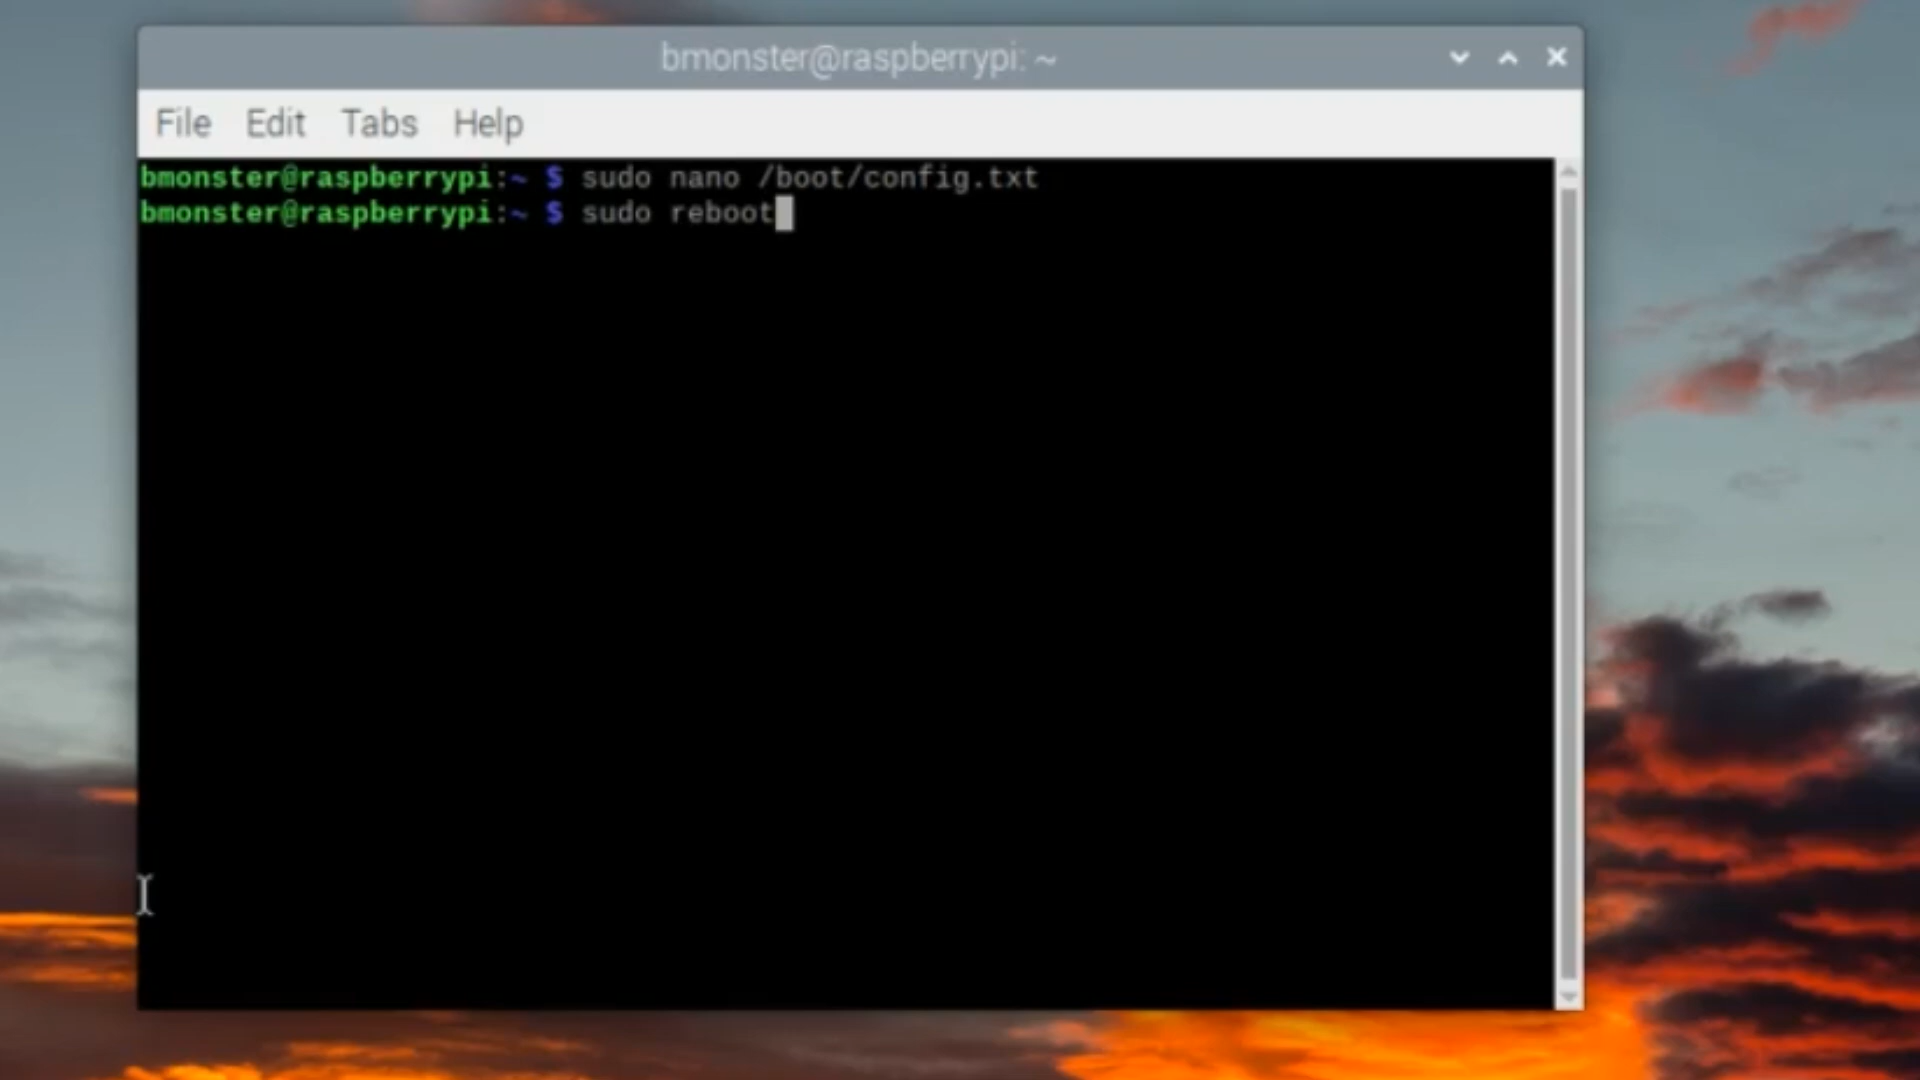 bmonster@raspberrypi: ~
File Edit Tabs Help
bmonster@raspberrypi:~ $ sudo nano /boot/config.txt
bmonster@raspberrypi:~ $ sudo reboot